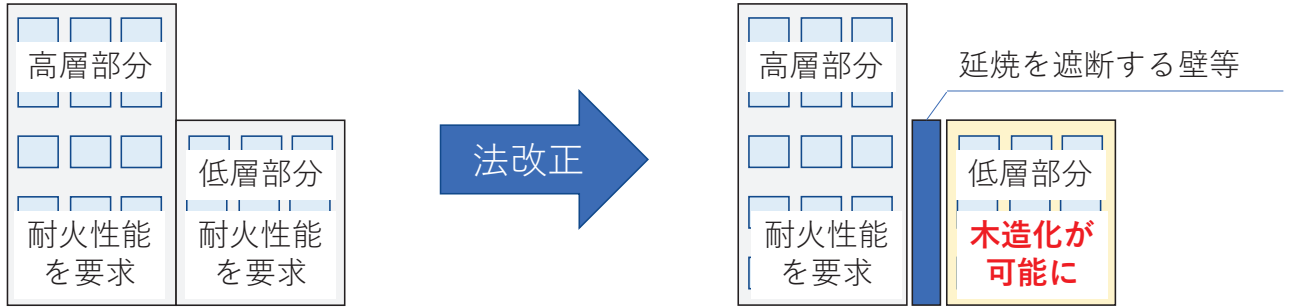 高層部分
低層部分
耐火性能
を要求
耐火性能
を要求
法改正
高層部分
延焼を遮断する壁等
低層部分
耐火性能
を要求
木造化が
可能に